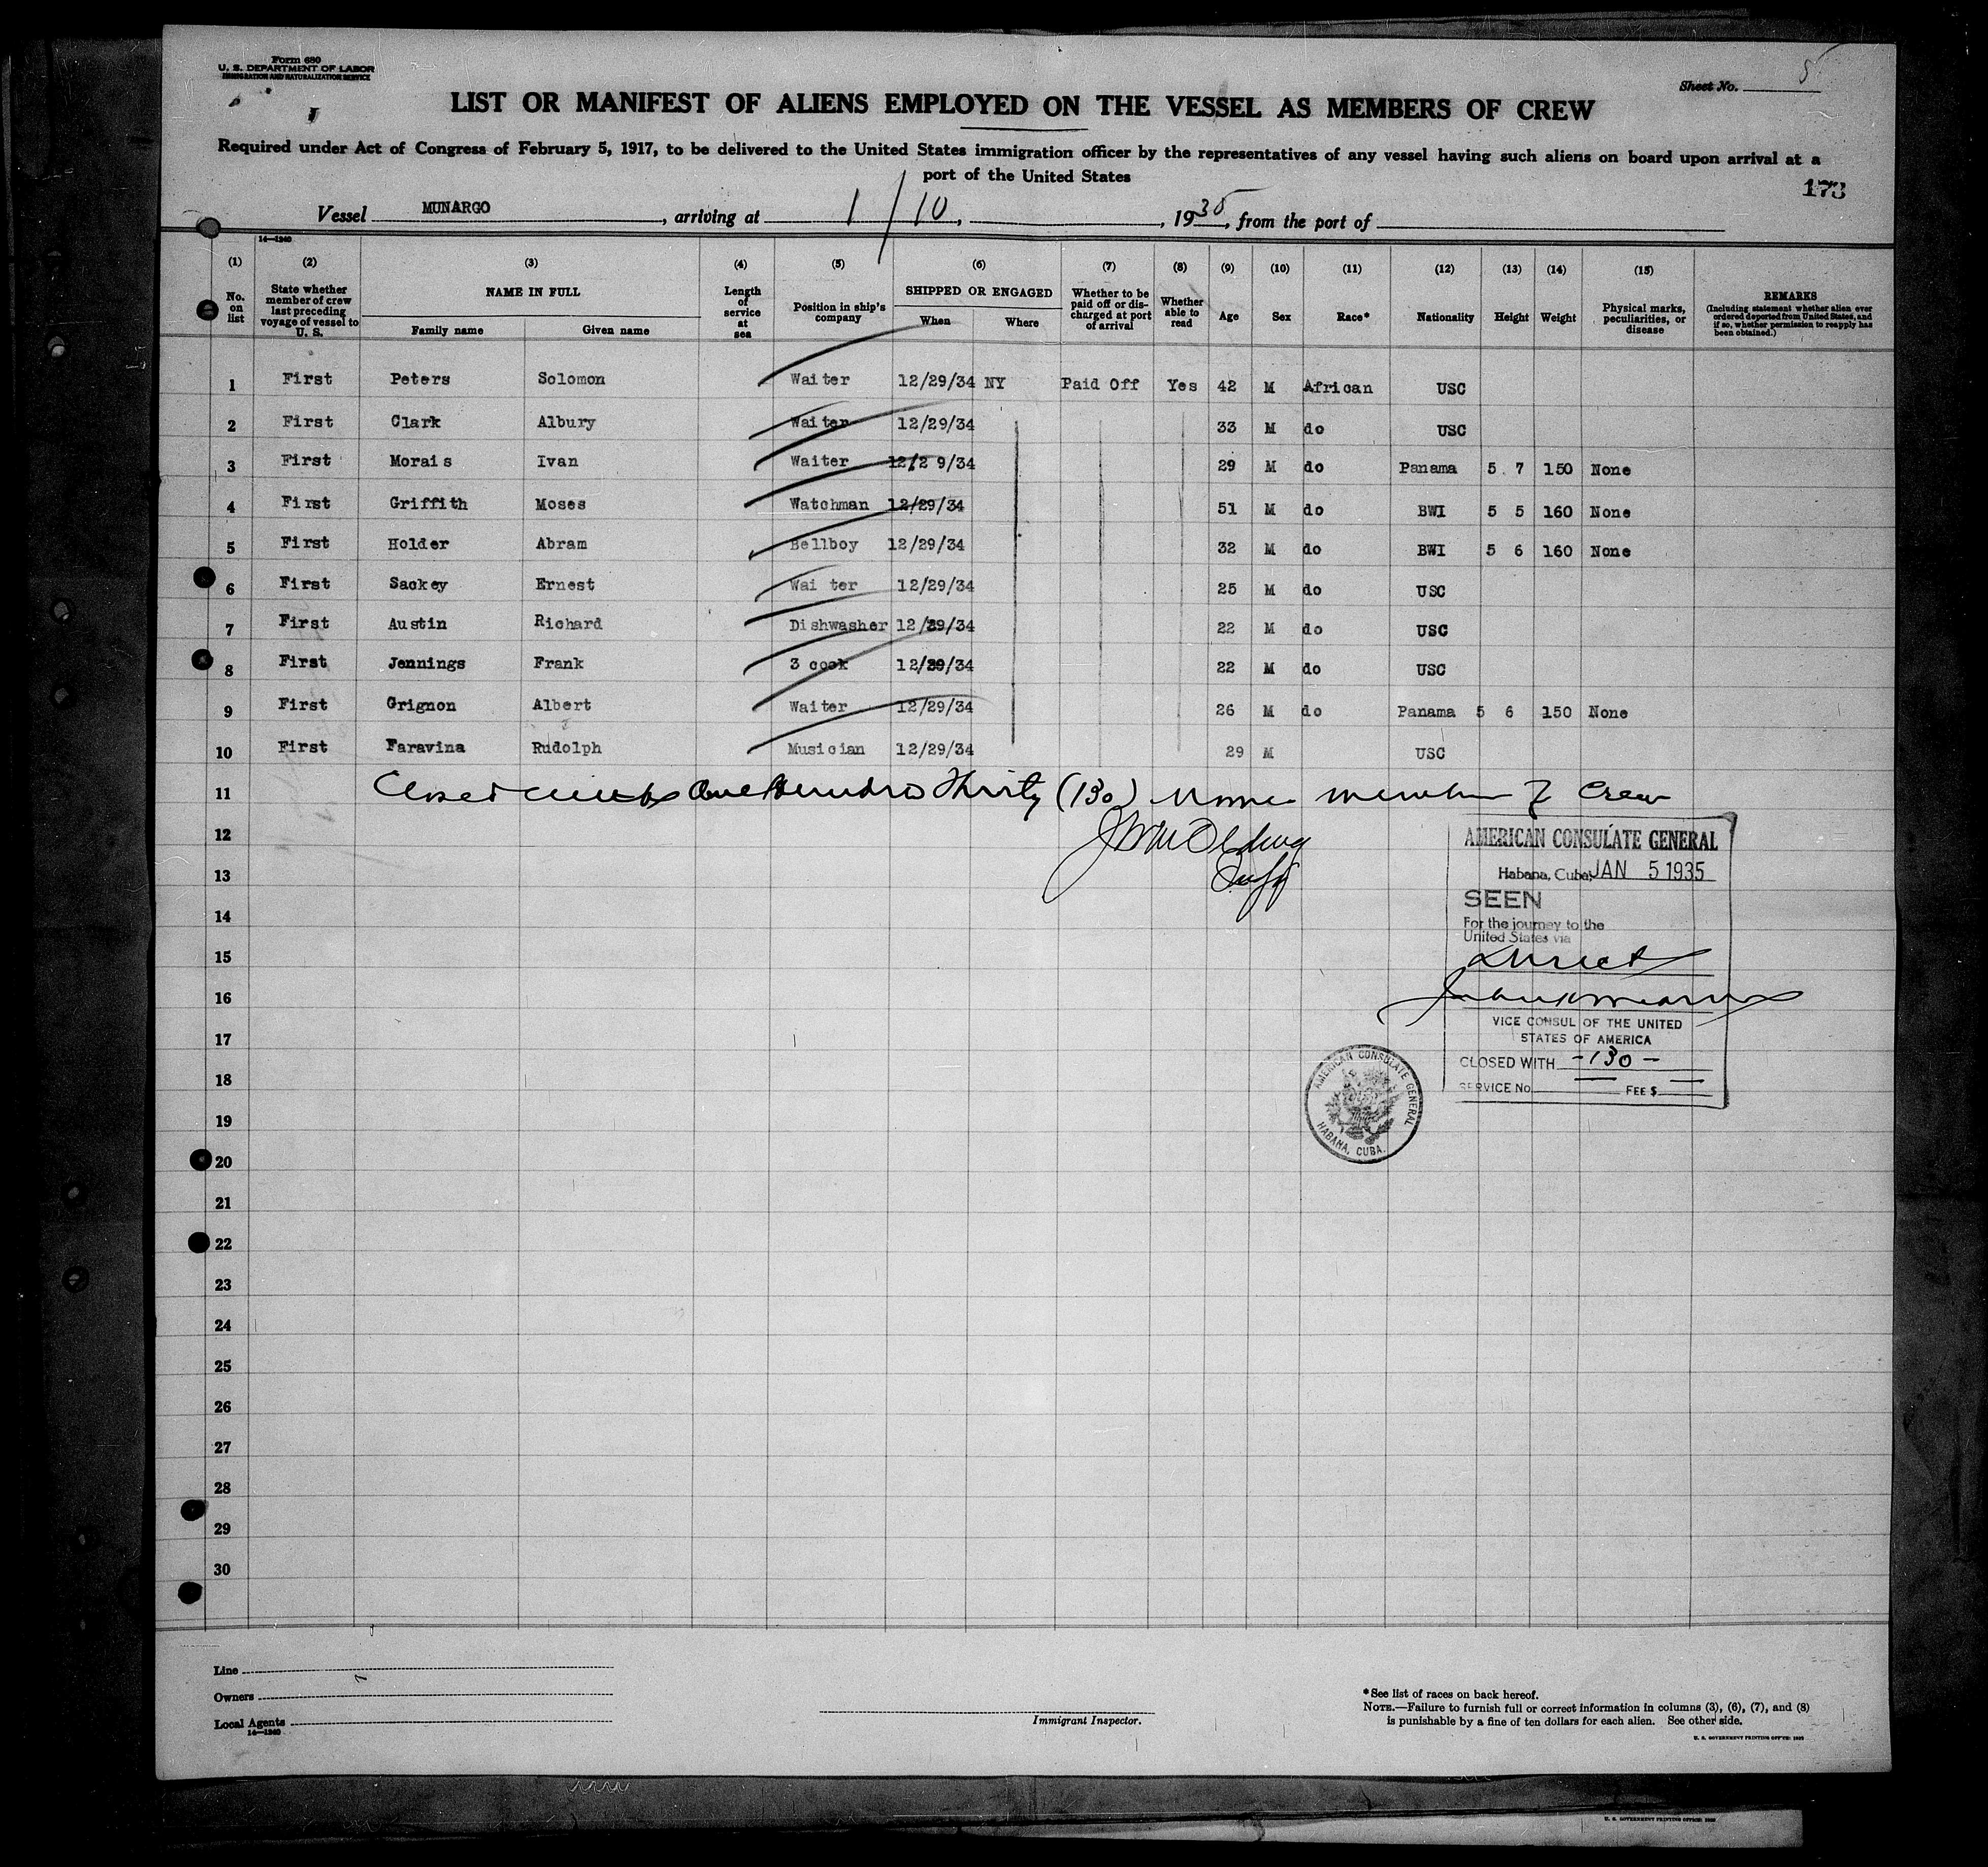 Form 680
U. S. DEPARTMENT OF LABOR
IMMIGRATION AND NATURALIZATION SERVICE
Sheet No. 5
LIST OR MANIFEST OF ALIENS EMPLOYED ON THE VESSEL AS MEMBERS OF CREW
Required under Act of Congress of February 5, 1917, to be delivered to the United States immigration officer by the representatives of any vessel having such aliens on board upon arrival at a
port of the United States
173
Vessel MUNARGO, arriving at 1/10, , 1935, from the port of
14—1240
(1) (2) (3) (4) (5) (6) (7) (8) (9) (10) (11) (12) (13) (14) (15)
No. on list
State whether member of crew last preceding voyage of vessel to U. S.
NAME IN FULL
Family name Given name
Length of service at sea
Position in ship's company
SHIPPED OR ENGAGED
When Where
Whether to be paid off or discharged at port of arrival
Whether able to read
Age Sex Race* Nationality Height Weight
Physical marks, peculiarities, or disease
REMARKS
(Including statement whether alien ever ordered deported from United States, and if so, whether permission to reapply has been obtained.)
1 First Peters Solomon Waiter 12/29/34 NY Paid Off Yes 42 M African USC
2 First Clark Albury Waiter 12/29/34 33 M do USC
3 First Morais Ivan Waiter 12/29/34 29 M do Panama 5 7 150 None
4 First Griffith Moses Watchman 12/29/34 51 M do BWI 5 5 160 None
5 First Holder Abram Bellboy 12/29/34 32 M do BWI 5 6 160 None
6 First Sackey Ernest Waiter 12/29/34 25 M do USC
7 First Austin Richard Dishwasher 12/29/34 22 M do USC
8 First Jennings Frank 3 cook 12/29/34 22 M do USC
9 First Grignon Albert Waiter 12/29/34 26 M do Panama 5 6 150 None
10 First Faravina Rudolph Musician 12/29/34 29 M USC
11 Closed with One Hundred Thirty (130) members of Crew
12
13
14
15
16
17
18
19
20
21
22
23
24
25
26
27
28
29
30
AMERICAN CONSULATE GENERAL
Habana, Cuba, JAN 5 1935
SEEN
For the journey to the
United States via
direct
VICE CONSUL OF THE UNITED
STATES OF AMERICA
CLOSED WITH -130-
SERVICE No. FEE $
AMERICAN CONSULATE GENERAL
HABANA, CUBA.
Line
Owners
Local Agents
14—1240
Immigrant Inspector.
*See list of races on back hereof.
NOTE.—Failure to furnish full or correct information in columns (3), (6), (7), and (8)
is punishable by a fine of ten dollars for each alien. See other side.
U. S. GOVERNMENT PRINTING OFFICE:
U. S. GOVERNMENT PRINTING OFFICE: